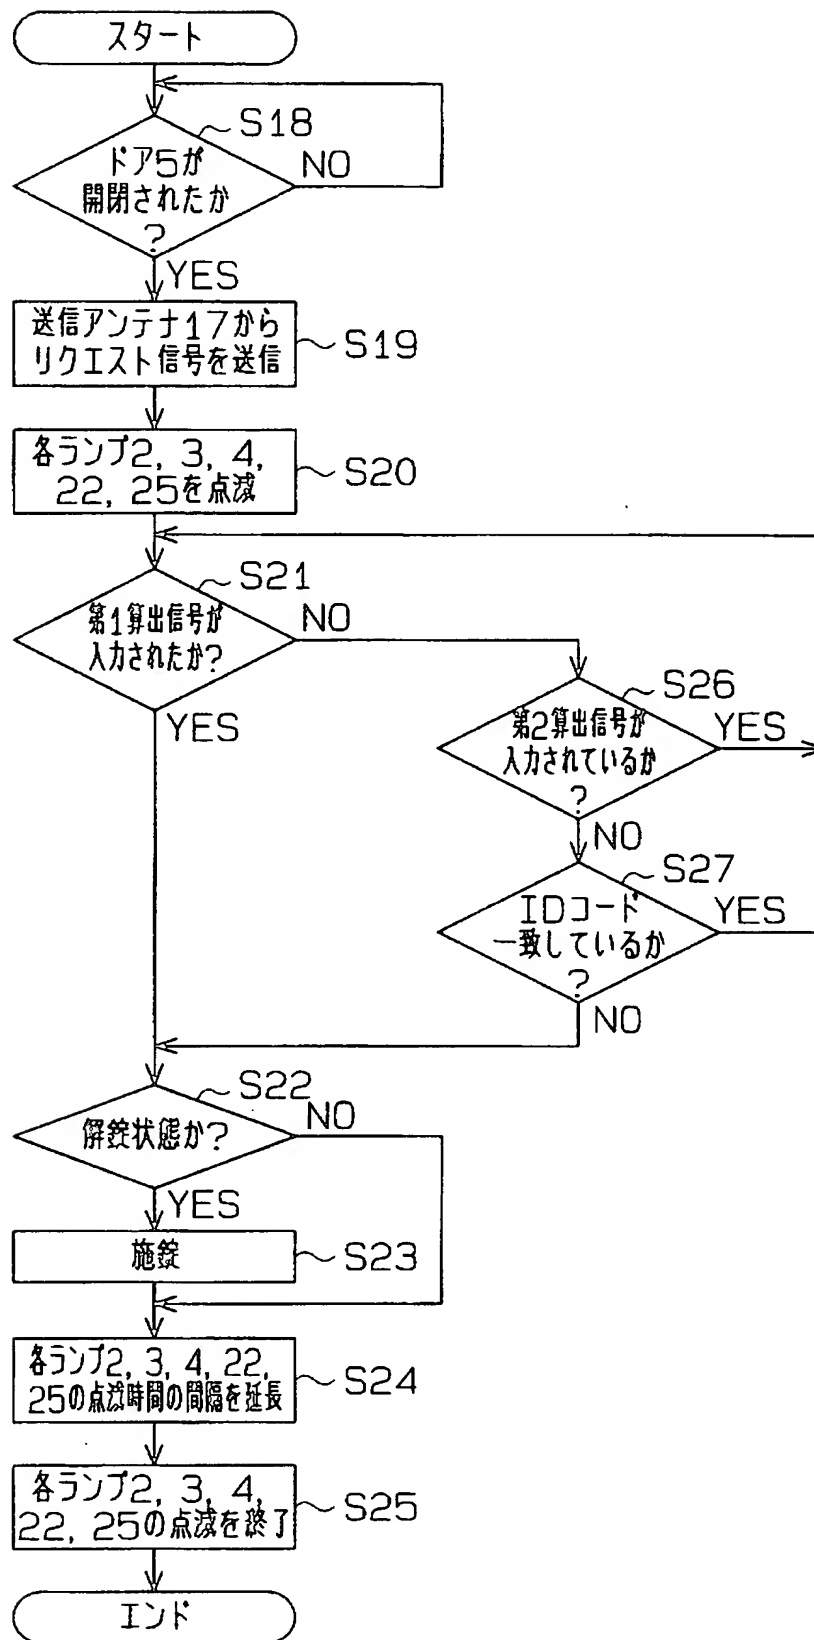 スタート
S18
ドア5が
開閉されたか
?
NO
YES
送信アンテナ17から
リクエスト信号を送信
S19
各ランプ2, 3, 4,
22, 25を点滅
S20
S21
第1算出信号が
入力されたか?
NO
YES
S26
第2算出信号が
入力されているか
?
YES
NO
S27
IDコード
一致しているか
?
YES
NO
S22
解錠状態か?
NO
YES
施錠
S23
各ランプ2, 3, 4, 22,
25の点滅時間の間隔を延長
S24
各ランプ2, 3, 4,
22, 25の点滅を終了
S25
エンド